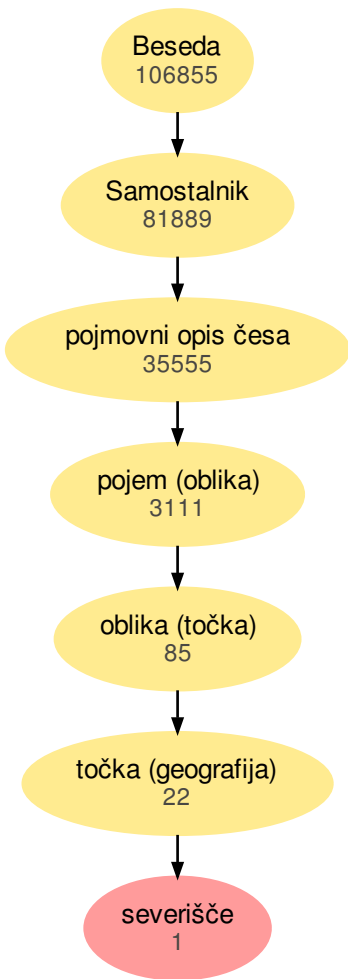 Beseda
106855
Samostalnik
81889
pojmovni opis česa
35555
pojem (oblika)
3111
oblika (točka)
85
točka (geografija)
22
severišče
1